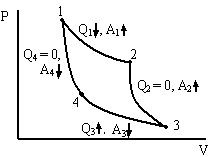 P
1
Q₁↓, A₁↑
Q₄ = 0,
A₄↓
2
Q₂ = 0, A₂↑
4
Q₃↑. A₃↓
3
V